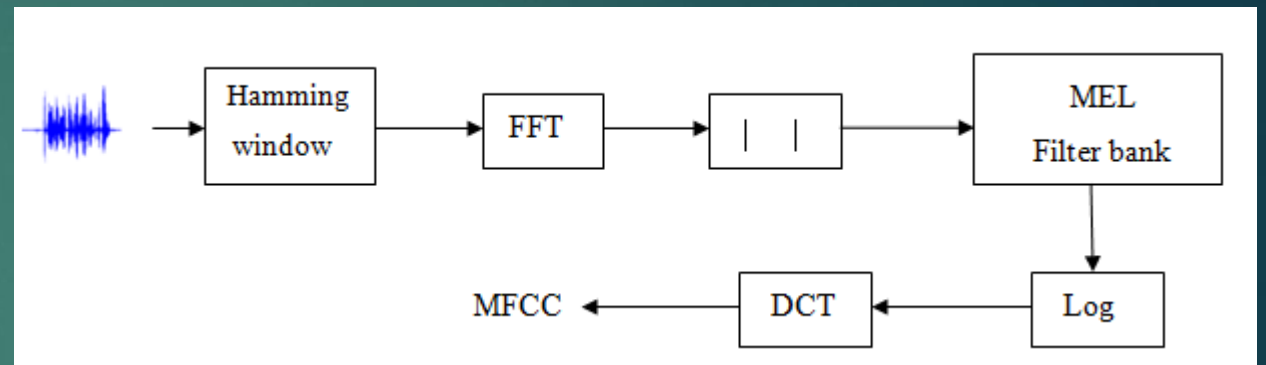 Hamming
window
FFT
| |
MEL
Filter bank
Log
DCT
MFCC